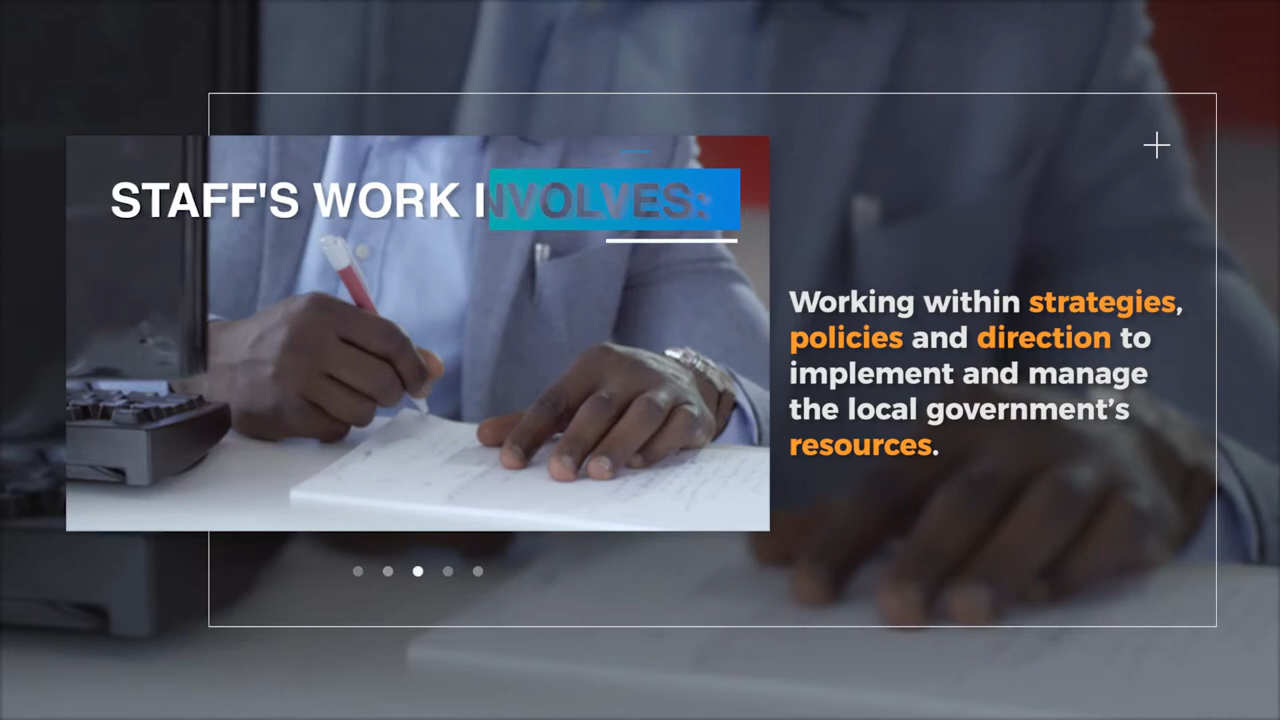 STAFF'S WORK INVOLVES:
Working within strategies,
policies and direction to
implement and manage
the local government’s
resources.